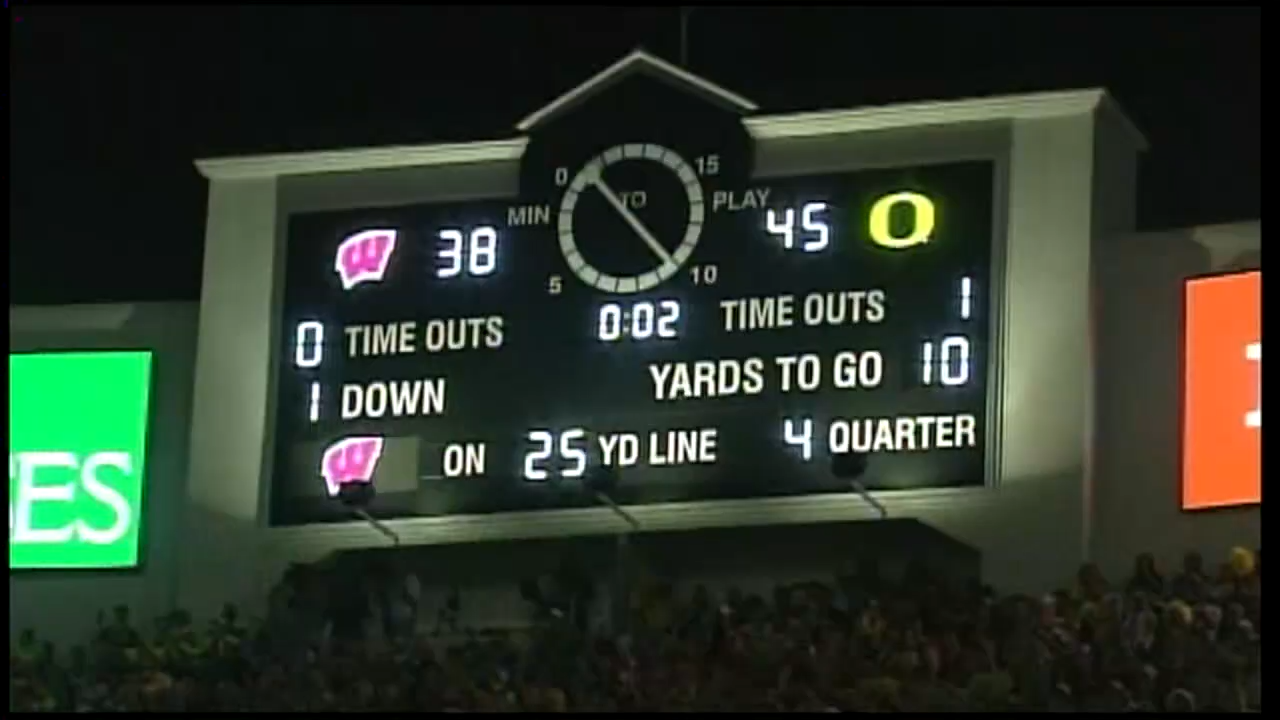 0 TO 15
MIN PLAY
W 38 45 O
5 10
0 TIME OUTS 0:02 TIME OUTS 1
1 DOWN YARDS TO GO 10
W ON 25 YD LINE 4 QUARTER
ES